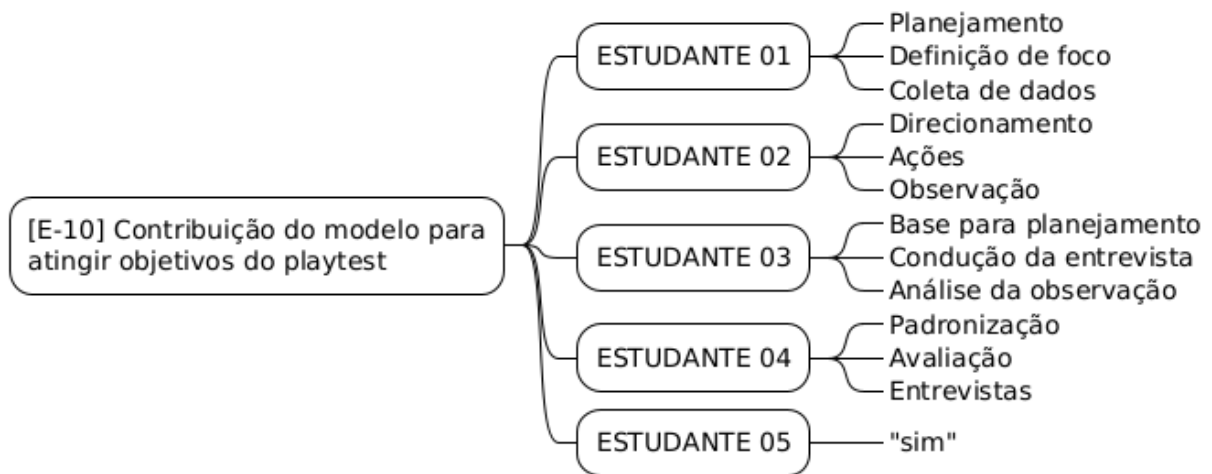 [E-10] Contribuição do modelo para
atingir objetivos do playtest
ESTUDANTE 01
Planejamento
Definição de foco
Coleta de dados
ESTUDANTE 02
Direcionamento
Ações
Observação
ESTUDANTE 03
Base para planejamento
Condução da entrevista
Análise da observação
ESTUDANTE 04
Padronização
Avaliação
Entrevistas
ESTUDANTE 05
"sim"